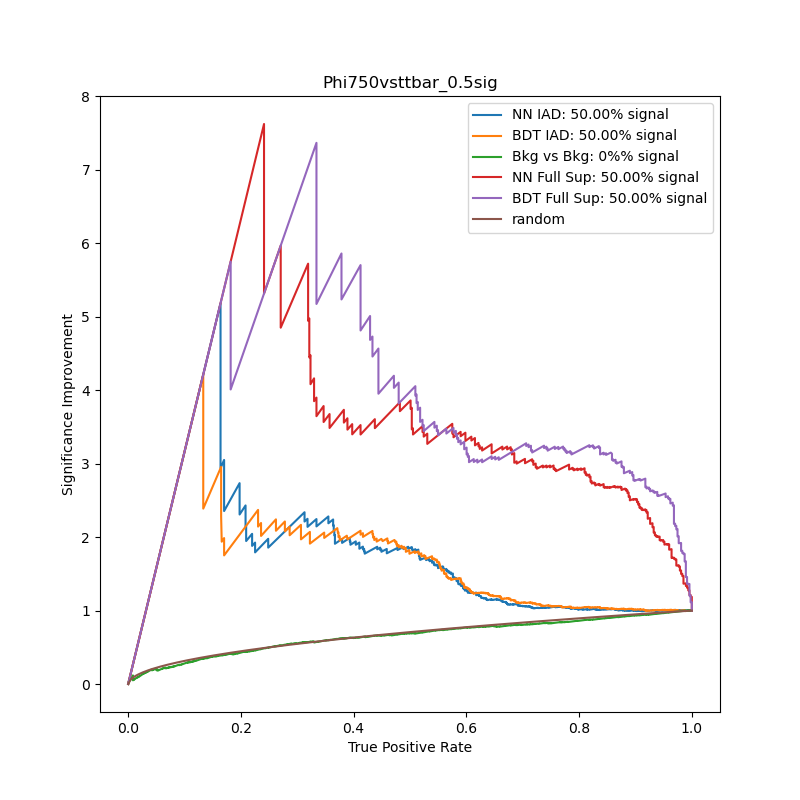 Phi750vsttbar_0.5sig
NN IAD: 50.00% signal
BDT IAD: 50.00% signal
Bkg vs Bkg: 0%% signal
NN Full Sup: 50.00% signal
BDT Full Sup: 50.00% signal
random
Significance Improvement
8
7
6
5
4
3
2
1
0
0.0 0.2 0.4 0.6 0.8 1.0
True Positive Rate